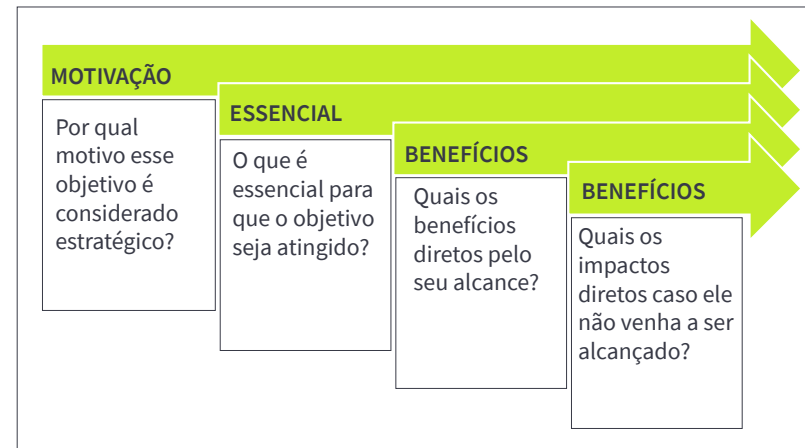 MOTIVAÇÃO
Por qual
motivo esse
objetivo é
considerado
estratégico?
ESSENCIAL
O que é
essencial para
que o objetivo
seja atingido?
BENEFÍCIOS
Quais os
benefícios
diretos pelo
seu alcance?
BENEFÍCIOS
Quais os
impactos
diretos caso ele
não venha a ser
alcançado?